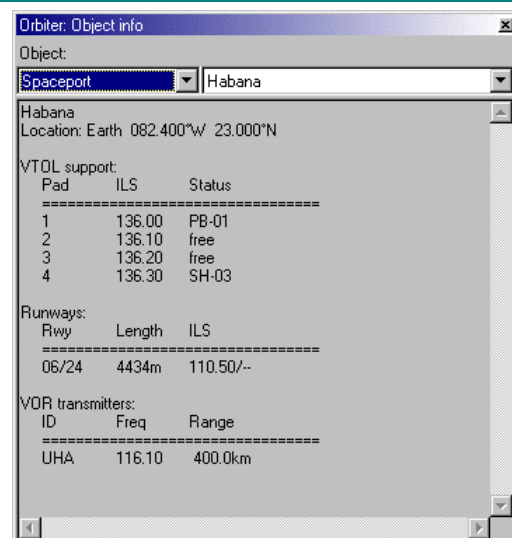 Orbiter: Object info
Object:
Spaceport Habana
Habana
Location: Earth 082.400°W 23.000°N
VTOL support:
Pad ILS Status
==================================
1 136.00 PB-01
2 136.10 free
3 136.20 free
4 136.30 SH-03
Runways:
Rwy Length ILS
==================================
06/24 4434m 110.50/--
VOR transmitters:
ID Freq Range
==================================
UHA 116.10 400.0km